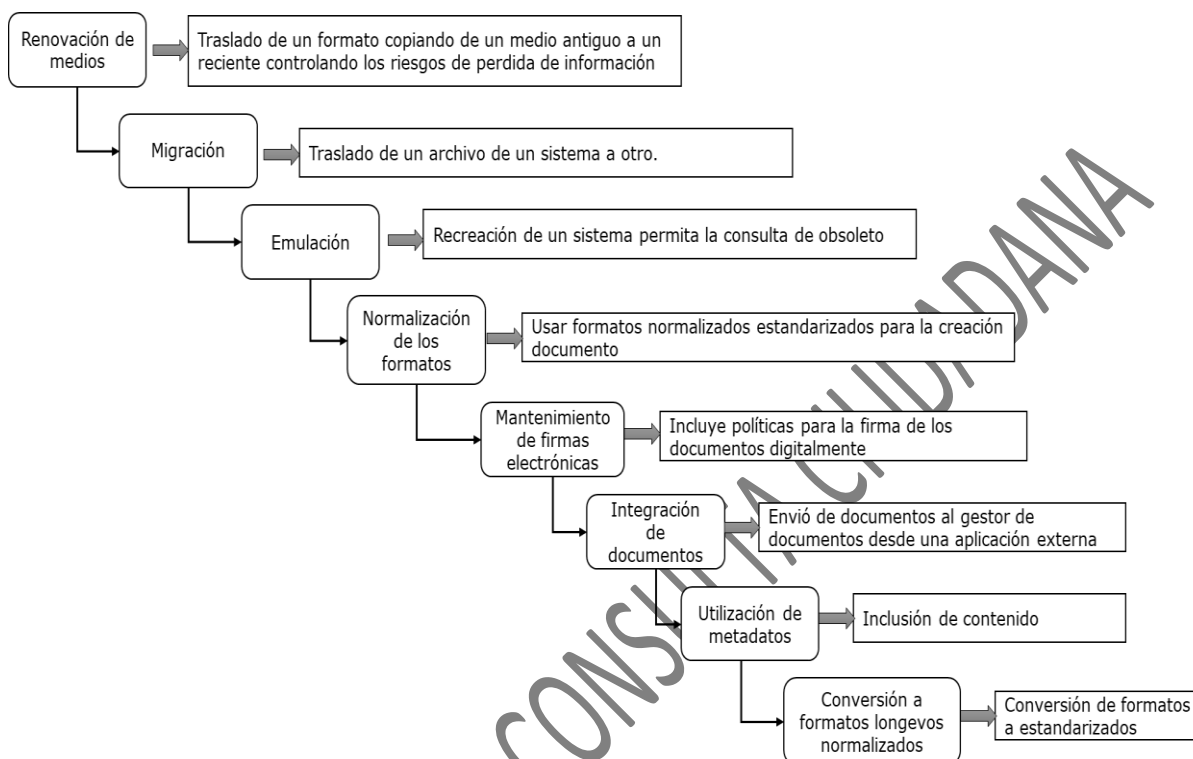 Renovación de
medios
Traslado de un formato copiando de un medio antiguo a un
reciente controlando los riesgos de perdida de información
Migración
Traslado de un archivo de un sistema a otro.
Emulación
Recreación de un sistema permita la consulta de obsoleto
Normalización
de los
formatos
Usar formatos normalizados estandarizados para la creación
documento
Mantenimiento
de firmas
electrónicas
Incluye políticas para la firma de los
documentos digitalmente
Integración
de
documentos
Envió de documentos al gestor de
documentos desde una aplicación externa
Utilización de
metadatos
Inclusión de contenido
Conversión a
formatos longevos
normalizados
Conversión de formatos
a estandarizados
CONSULTA CIUDADANA